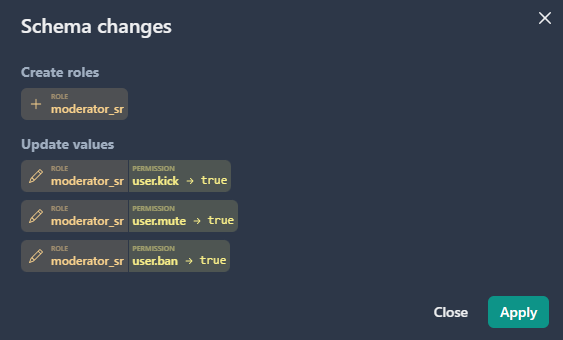 Schema changes
Create roles
ROLE
moderator_sr
Update values
ROLE PERMISSION
moderator_sr user.kick → true
ROLE PERMISSION
moderator_sr user.mute → true
ROLE PERMISSION
moderator_sr user.ban → true
Close Apply